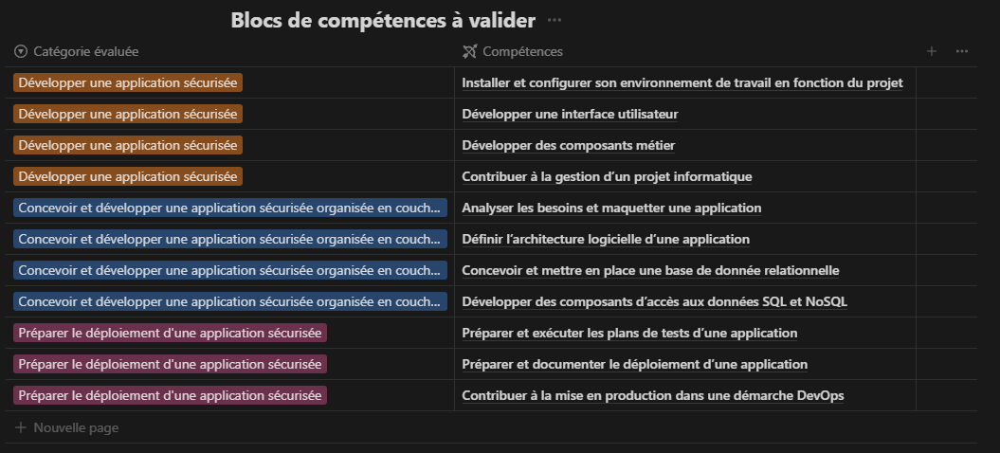 Blocs de compétences à valider ...
Catégorie évaluée Compétences
Développer une application sécurisée Installer et configurer son environnement de travail en fonction du projet
Développer une application sécurisée Développer une interface utilisateur
Développer une application sécurisée Développer des composants métier
Développer une application sécurisée Contribuer à la gestion d’un projet informatique
Concevoir et développer une application sécurisée organisée en couch... Analyser les besoins et maquetter une application
Concevoir et développer une application sécurisée organisée en couch... Définir l’architecture logicielle d’une application
Concevoir et développer une application sécurisée organisée en couch... Concevoir et mettre en place une base de donnée relationnelle
Concevoir et développer une application sécurisée organisée en couch... Développer des composants d’accès aux données SQL et NoSQL
Préparer le déploiement d'une application sécurisée Préparer et exécuter les plans de tests d’une application
Préparer le déploiement d'une application sécurisée Préparer et documenter le déploiement d’une application
Préparer le déploiement d'une application sécurisée Contribuer à la mise en production dans une démarche DevOps
+ Nouvelle page